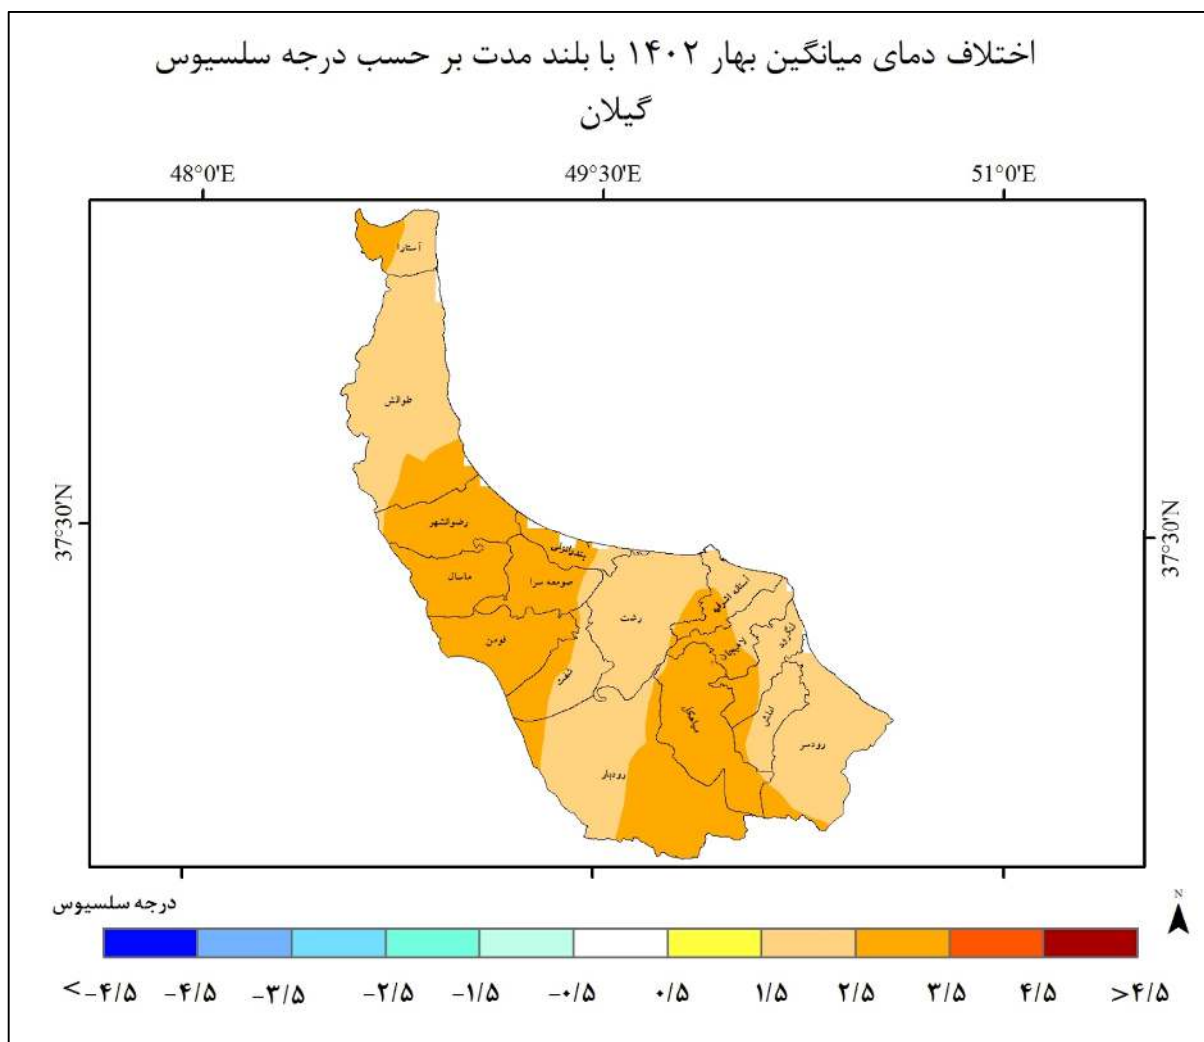 اختلاف دمای میانگین بهار ۱۴۰۲ با بلند مدت بر حسب درجه سلسیوس
گیلان
48°0'E 49°30'E 51°0'E
آستارا
طوالش
37°30'N
37°30'N
رضوانشهر
بندرانزلی
ماسال
صومعه سرا
آستانه اشرفیه
رشت
لنگرود
فومن
لاهیجان
شفت
سیاهکل
املش
رودسر
رودبار
درجه سلسیوس
N
<-۴/۵ -۴/۵ -۳/۵ -۲/۵ -۱/۵ -۰/۵ ۰/۵ ۱/۵ ۲/۵ ۳/۵ ۴/۵ >۴/۵